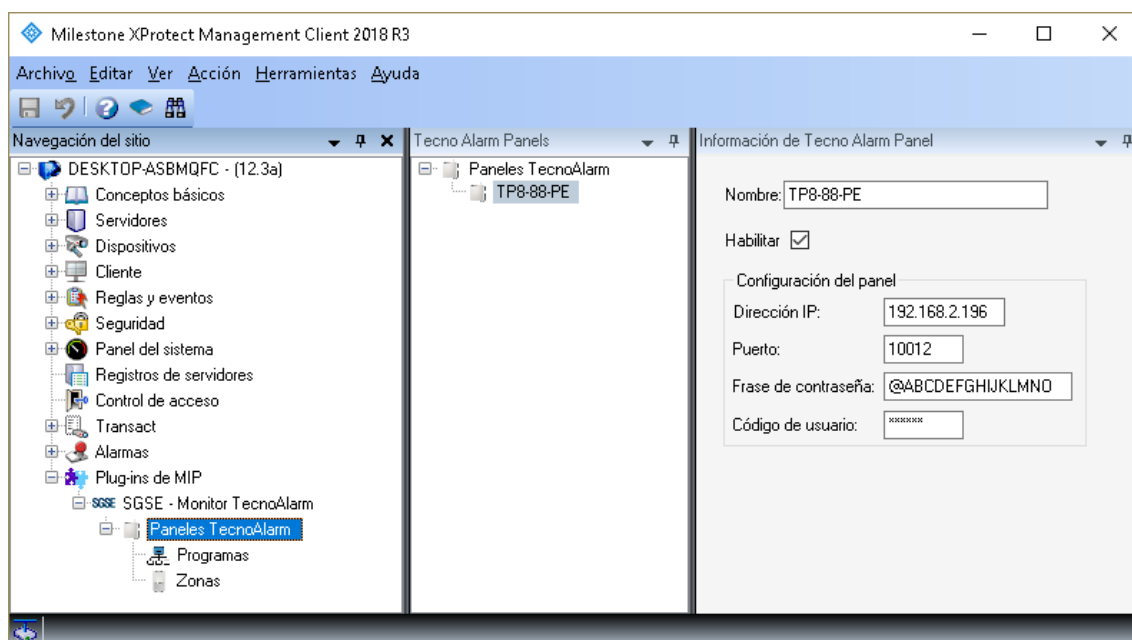 Milestone XProtect Management Client 2018 R3
Archivo Editar Ver Acción Herramientas Ayuda
Navegación del sitio
DESKTOP-ASBMQFC - (12.3a)
Conceptos básicos
Servidores
Dispositivos
Cliente
Reglas y eventos
Seguridad
Panel del sistema
Registros de servidores
Control de acceso
Transact
Alarmas
Plug-ins de MIP
SGSE SGSE - Monitor TecnoAlarm
Paneles TecnoAlarm
Programas
Zonas
Tecno Alarm Panels
Paneles TecnoAlarm
TP8-88-PE
Información de Tecno Alarm Panel
Nombre: TP8-88-PE
Habilitar
Configuración del panel
Dirección IP: 192.168.2.196
Puerto: 10012
Frase de contraseña: @ABCDEFGHIJKLMNO
Código de usuario: ******